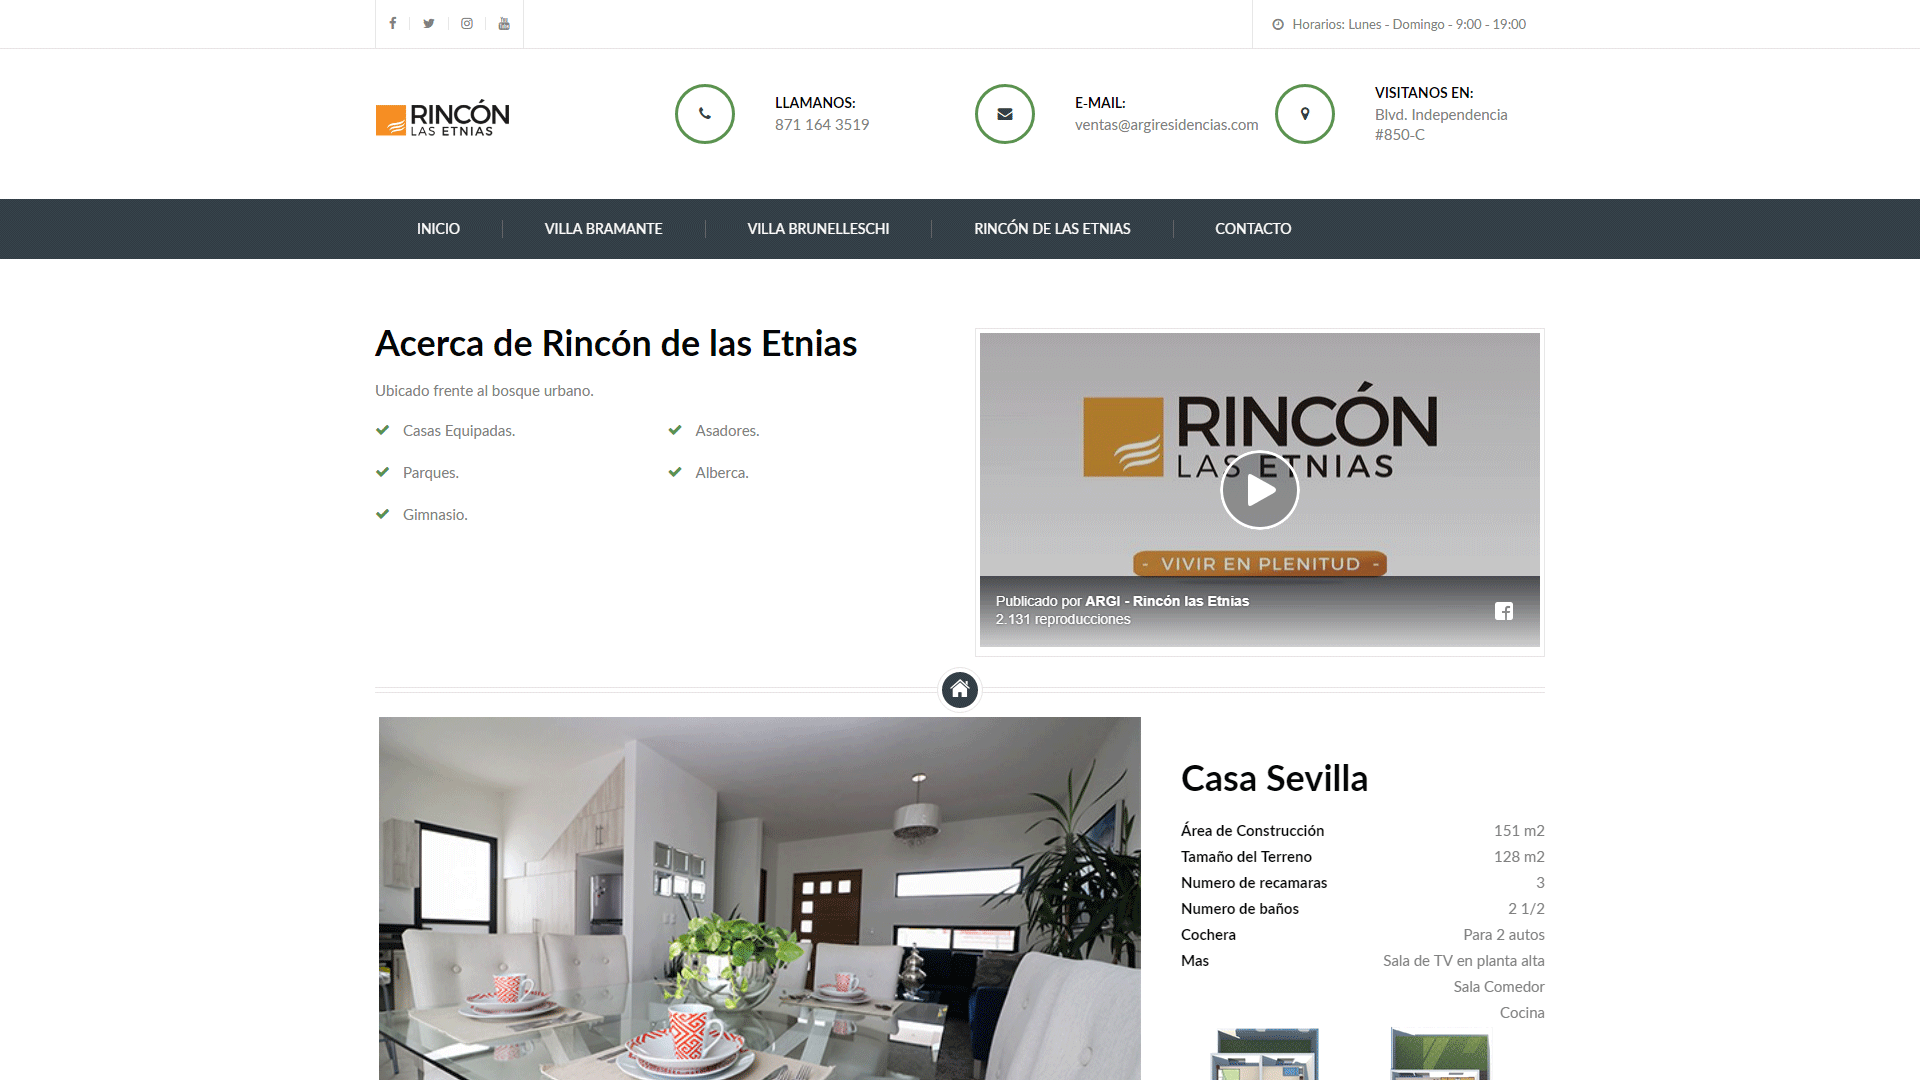 Horarios: Lunes - Domingo - 9:00 - 19:00
RINCÓN
LAS ETNIAS
LLAMANOS:
871 164 3519
E-MAIL:
ventas@argiresidencias.com
VISITANOS EN:
Blvd. Independencia
#850-C
INICIO
VILLA BRAMANTE
VILLA BRUNELLESCHI
RINCÓN DE LAS ETNIAS
CONTACTO
Acerca de Rincón de las Etnias
Ubicado frente al bosque urbano.
Casas Equipadas.
Asadores.
Parques.
Alberca.
Gimnasio.
RINCÓN
LAS ETNIAS
- VIVIR EN PLENITUD -
Publicado por ARGI - Rincón las Etnias
2.131 reproducciones
Casa Sevilla
Área de Construcción 151 m2
Tamaño del Terreno 128 m2
Numero de recamaras 3
Numero de baños 2 1/2
Cochera Para 2 autos
Mas Sala de TV en planta alta
Sala Comedor
Cocina